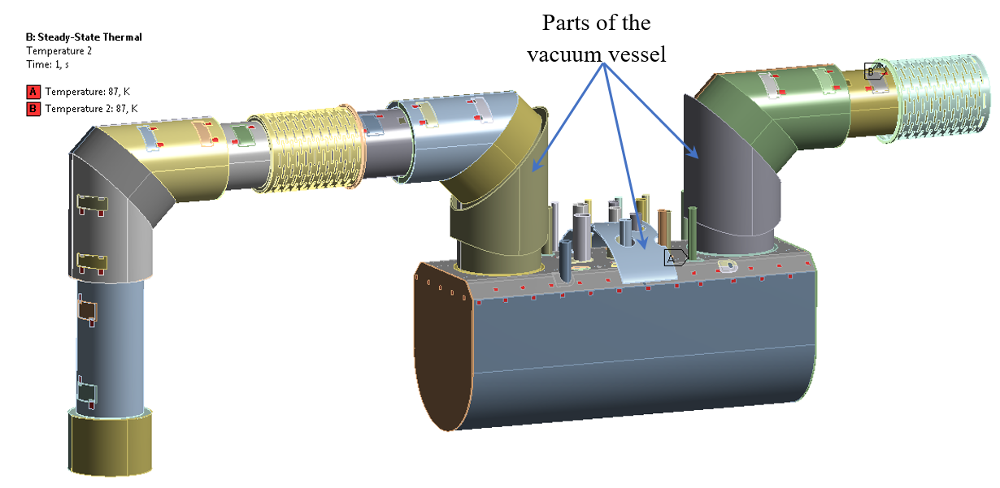 Parts of the
vacuum vessel
B: Steady-State Thermal
Temperature 2
Time: 1, s
A Temperature: 87, K
B Temperature 2: 87, K
B
A